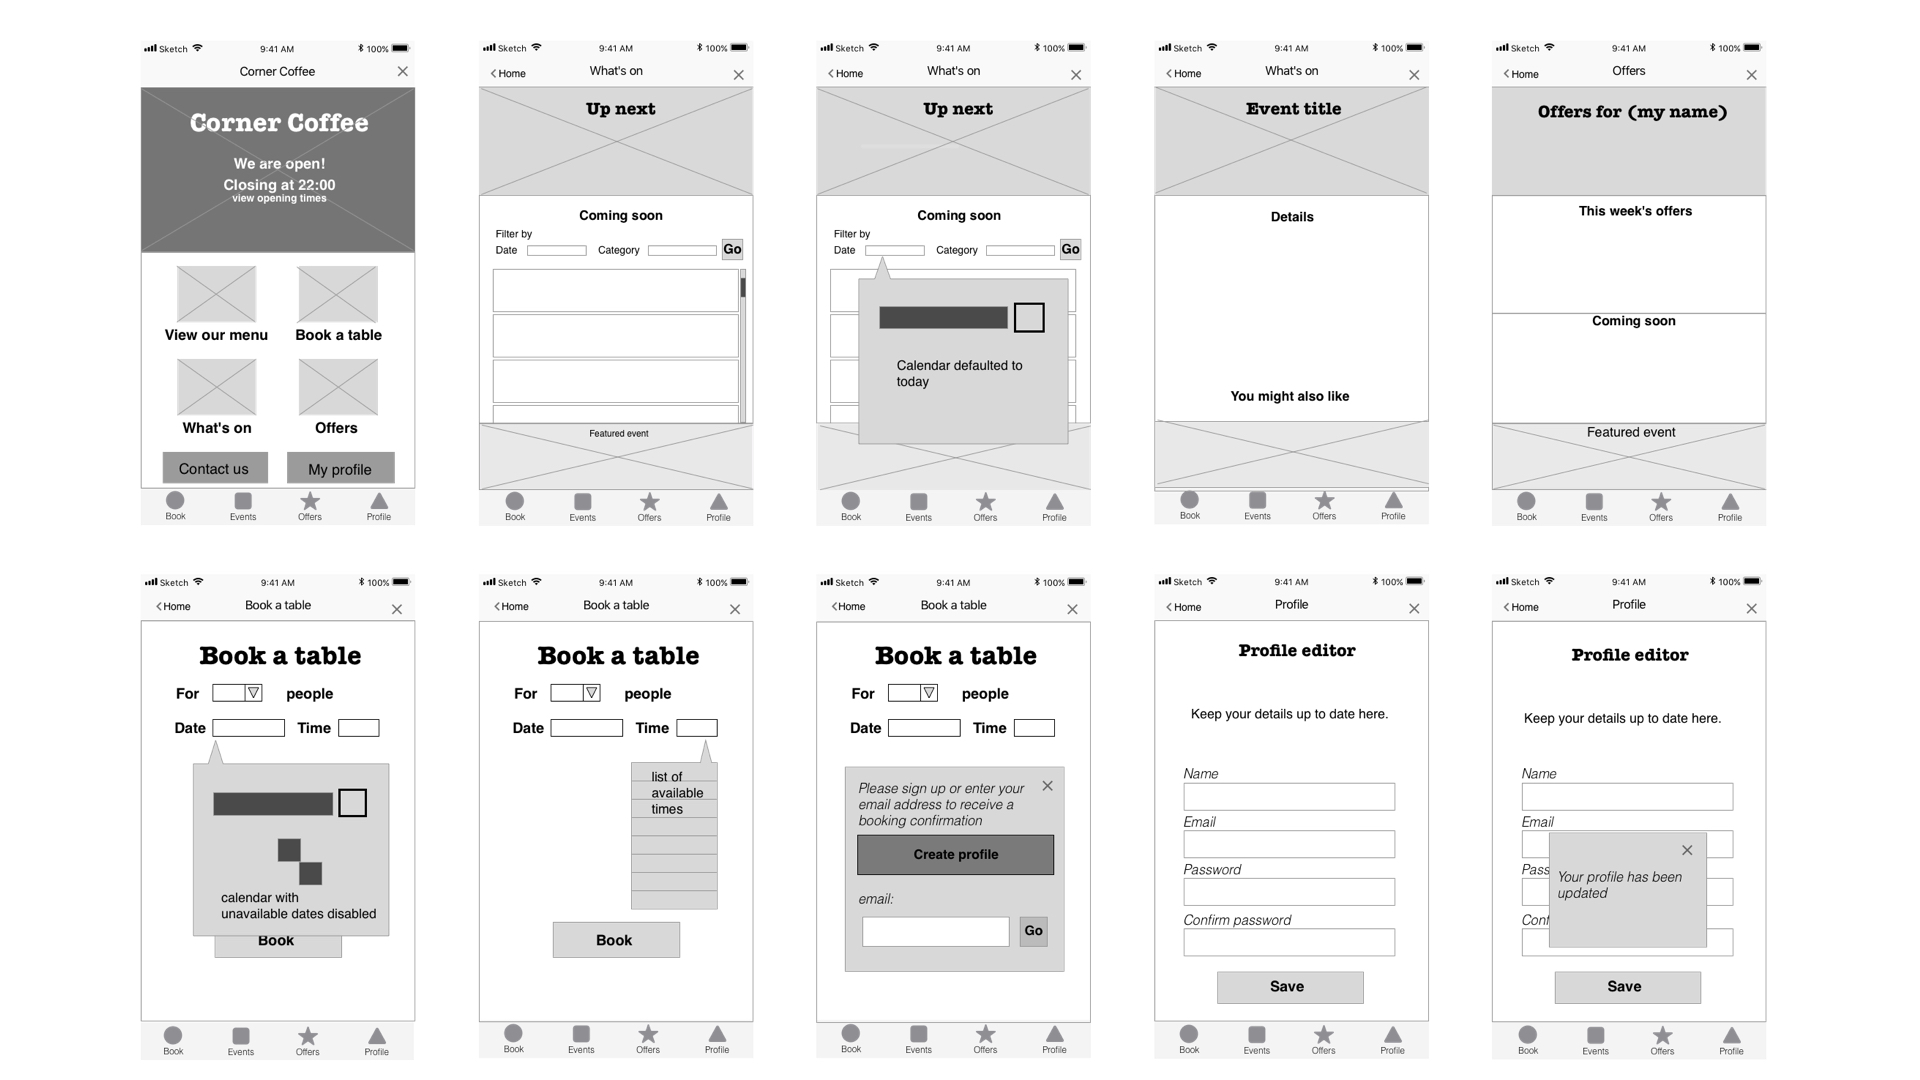 Sketch 9:41 AM 100%
Corner Coffee
Corner Coffee
We are open!
Closing at 22:00
view opening times
View our menu Book a table
What's on Offers
Contact us My profile
Book Events Offers Profile
Sketch 9:41 AM 100%
Home What's on
Up next
Coming soon
Filter by
Date Category Go
Featured event
Book Events Offers Profile
Sketch 9:41 AM 100%
Home What's on
Up next
Coming soon
Filter by
Date Category Go
Calendar defaulted to
today
Book Events Offers Profile
Sketch 9:41 AM 100%
Home What's on
Event title
Details
You might also like
Book Events Offers Profile
Sketch 9:41 AM 100%
Home Offers
Offers for (my name)
This week's offers
Coming soon
Featured event
Book Events Offers Profile
Sketch 9:41 AM 100%
Home Book a table
Book a table
For people
Date Time
calendar with
unavailable dates disabled
Book
Book Events Offers Profile
Sketch 9:41 AM 100%
Home Book a table
Book a table
For people
Date Time
list of
available
times
Book
Book Events Offers Profile
Sketch 9:41 AM 100%
Home Book a table
Book a table
For people
Date Time
Please sign up or enter your
email address to receive a
booking confirmation
Create profile
email:
Go
Book Events Offers Profile
Sketch 9:41 AM 100%
Home Profile
Profile editor
Keep your details up to date here.
Name
Email
Password
Confirm password
Save
Book Events Offers Profile
Sketch 9:41 AM 100%
Home Profile
Profile editor
Keep your details up to date here.
Name
Email
Pass
Conf
Your profile has been
updated
Save
Book Events Offers Profile